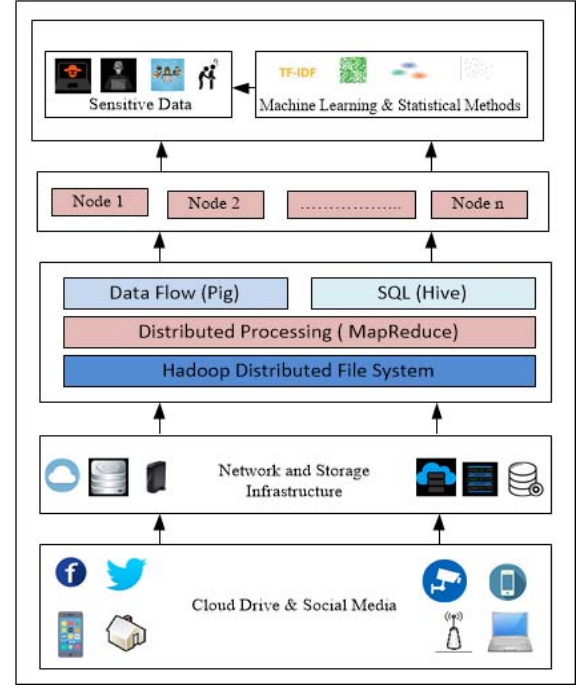 TF-IDF
Sensitive Data
Machine Learning & Statistical Methods
Node 1
Node 2
………………...
Node n
Data Flow (Pig)
SQL (Hive)
Distributed Processing ( MapReduce)
Hadoop Distributed File System
Network and Storage
Infrastructure
f
Cloud Drive & Social Media